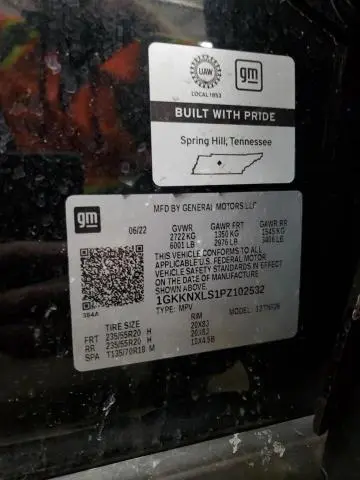 UAW
gm
LOCAL 1853
BUILT WITH PRIDE
Spring Hill, Tennessee
gm
MFD BY GENERAL MOTORS LLC
06/22 GVWR GAWR FRT GAWR RR
2722 KG 1350 KG 1545 KG
6001 LB 2976 LB 3406 LB
THIS VEHICLE CONFORMS TO ALL
APPLICABLE U.S. FEDERAL MOTOR
VEHICLE SAFETY STANDARDS IN EFFECT
ON THE DATE OF MANUFACTURE
SHOWN ABOVE.
1GKKNXLS1PZ102532
TYPE: MPV MODEL:
TIRE RIM
FRT 235/55R20 H 20X8J
RR 235/55R20 H 20X8J
SPA T135/70R18 M 18X4.5B